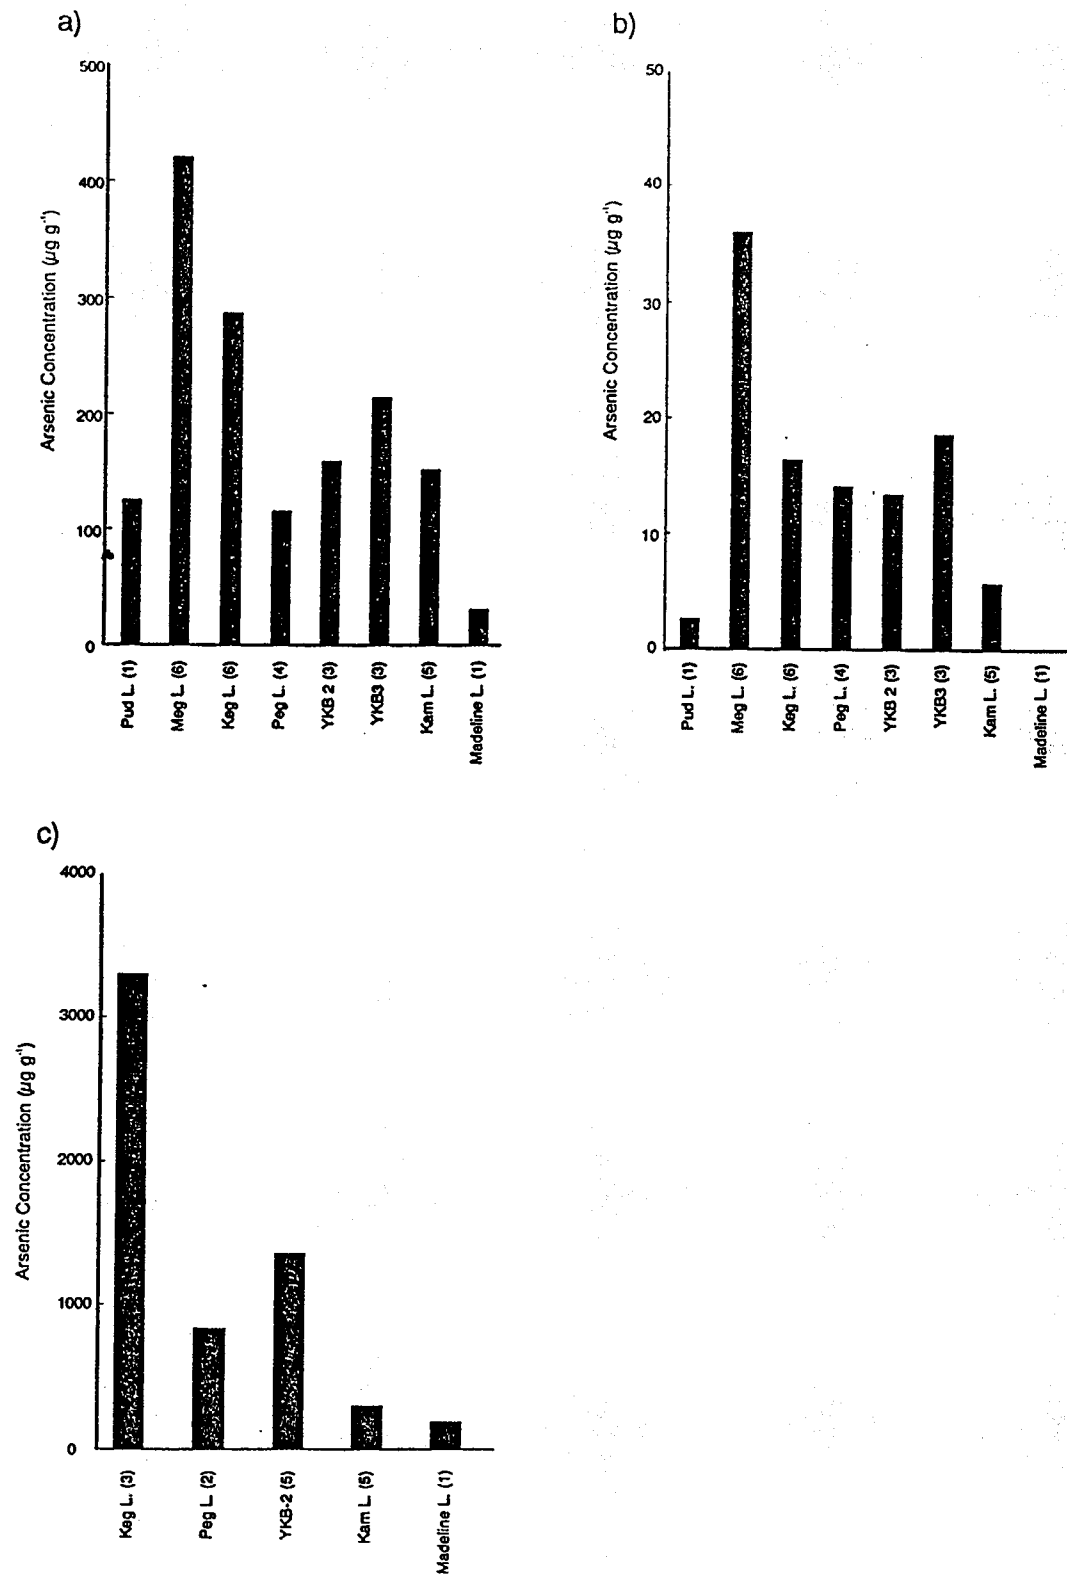 a)
500
400
300
200
100
0
Arsenic Concentration (µg g⁻¹)
Pud L. (1)
Meg L. (6)
Keg L. (6)
Peg L. (4)
YKB 2 (3)
YKB3 (3)
Kam L. (5)
Madeline L. (1)
b)
50
40
30
20
10
0
Arsenic Concentration (µg g⁻¹)
Pud L. (1)
Meg L. (6)
Keg L. (6)
Peg L. (4)
YKB 2 (3)
YKB3 (3)
Kam L. (5)
Madeline L. (1)
c)
4000
3000
2000
1000
0
Arsenic Concentration (µg g⁻¹)
Keg L. (3)
Peg L (2)
YKB-2 (5)
Kam L (5)
Madeline L. (1)